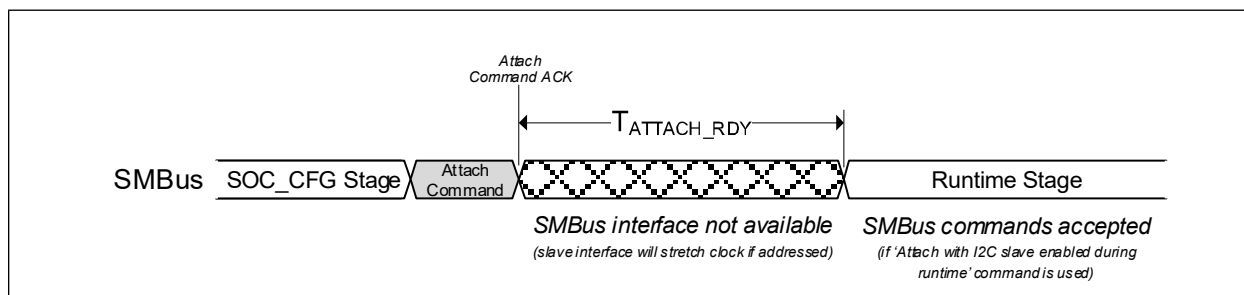 Attach
Command ACK
TATTACH_RDY
SMBus
SOC_CFG Stage
Attach
Command
Runtime Stage
SMBus interface not available
(slave interface will stretch clock if addressed)
SMBus commands accepted
(if ‘Attach with I2C slave enabled during
runtime’ command is used)